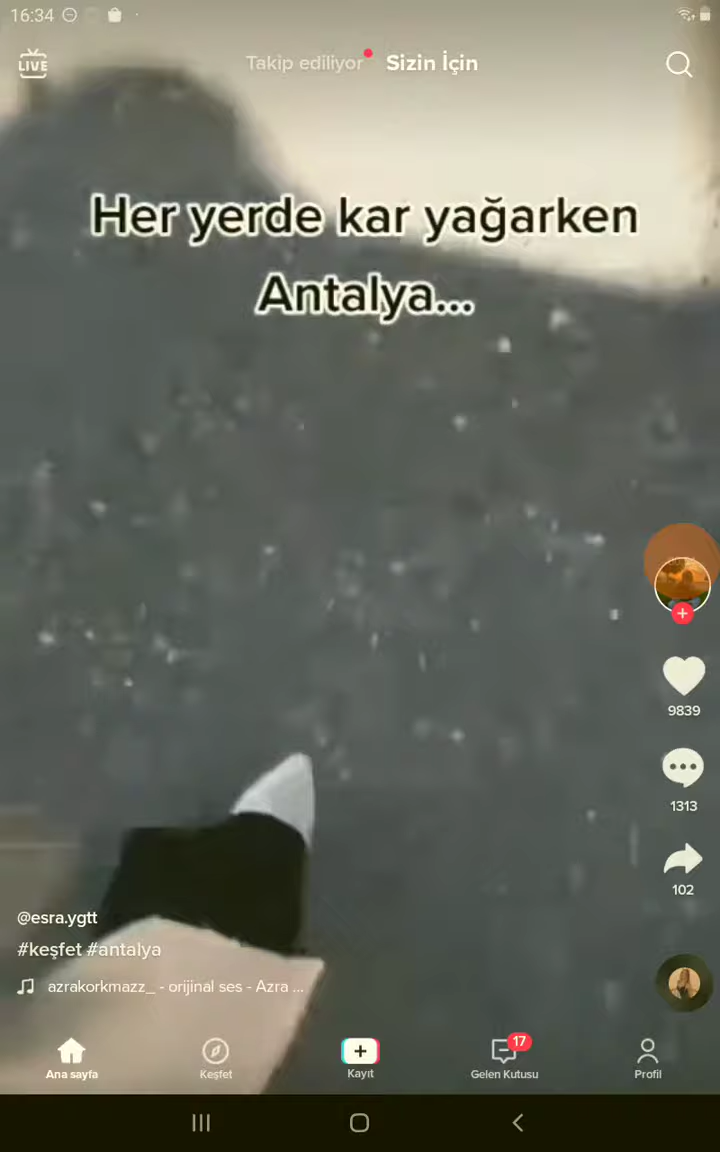 16:34
LIVE
Takip ediliyor Sizin İçin
Her yerde kar yağarken
Antalya...
9839
1313
102
@esra.ygtt
#keşfet #antalya
azrakorkmazz_ - orijinal ses - Azra ...
17
Ana sayfa Keşfet Kayıt Gelen Kutusu Profil